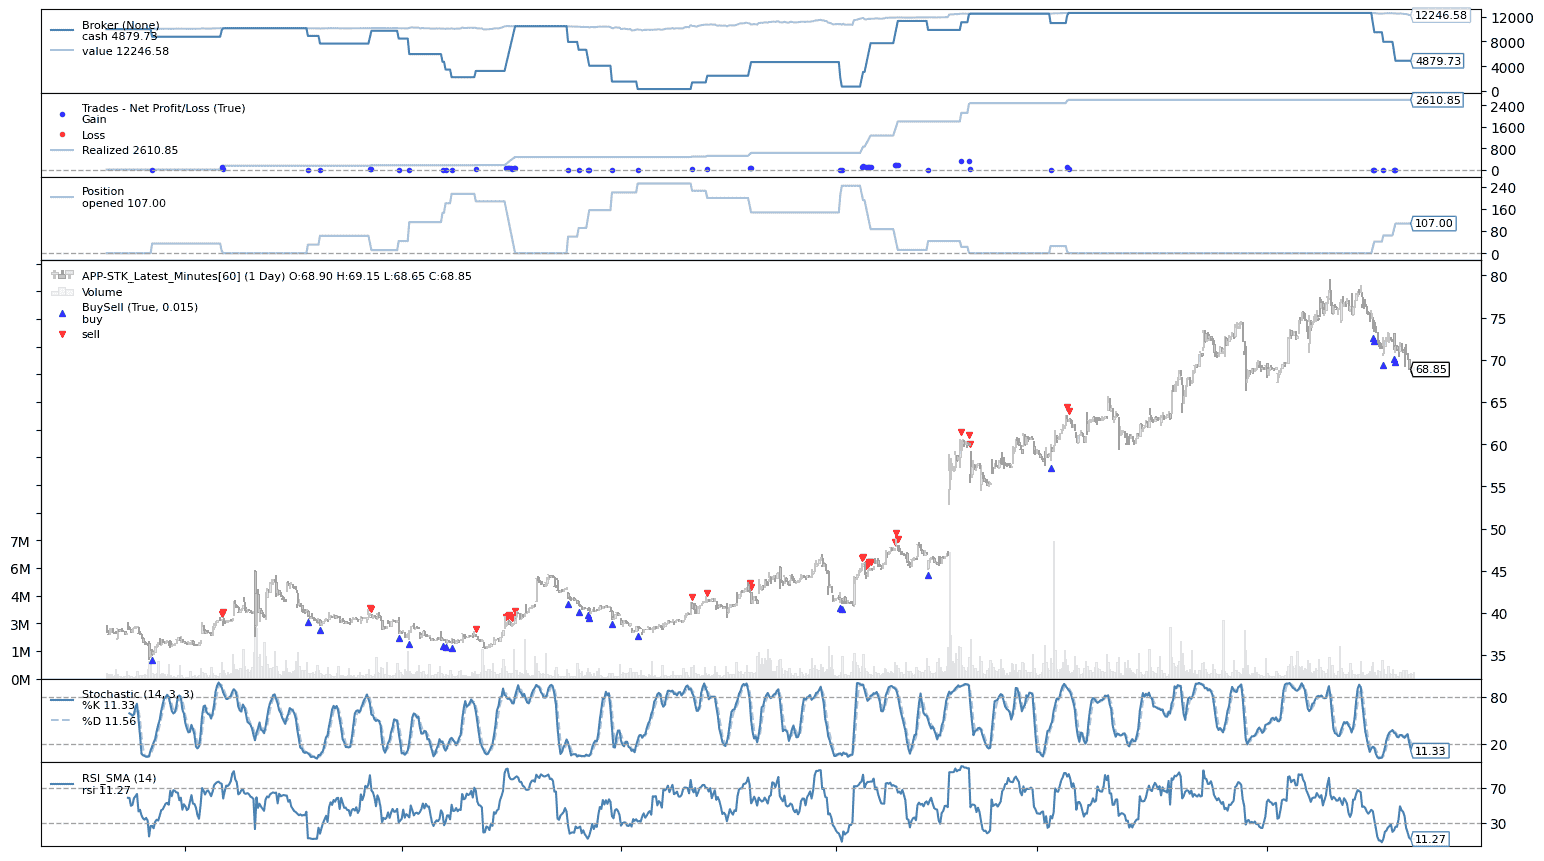 Broker (None)
cash 4879.73
value 12246.58
12000
8000
4000
0
12246.58
4879.73
Trades - Net Profit/Loss (True)
Gain
Loss
Realized 2610.85
2610.85
2400
1600
800
0
Position
opened 107.00
240
160
80
0
107.00
APP-STK_Latest_Minutes[60] (1 Day) O:68.90 H:69.15 L:68.65 C:68.85
Volume
BuySell (True, 0.015)
buy
sell
80
75
70
65
60
55
50
45
40
35
68.85
7M
6M
4M
3M
1M
0M
Stochastic (14, 3, 3)
%K 11.33
%D 11.56
80
20
11.33
RSI_SMA (14)
rsi 11.27
70
30
11.27